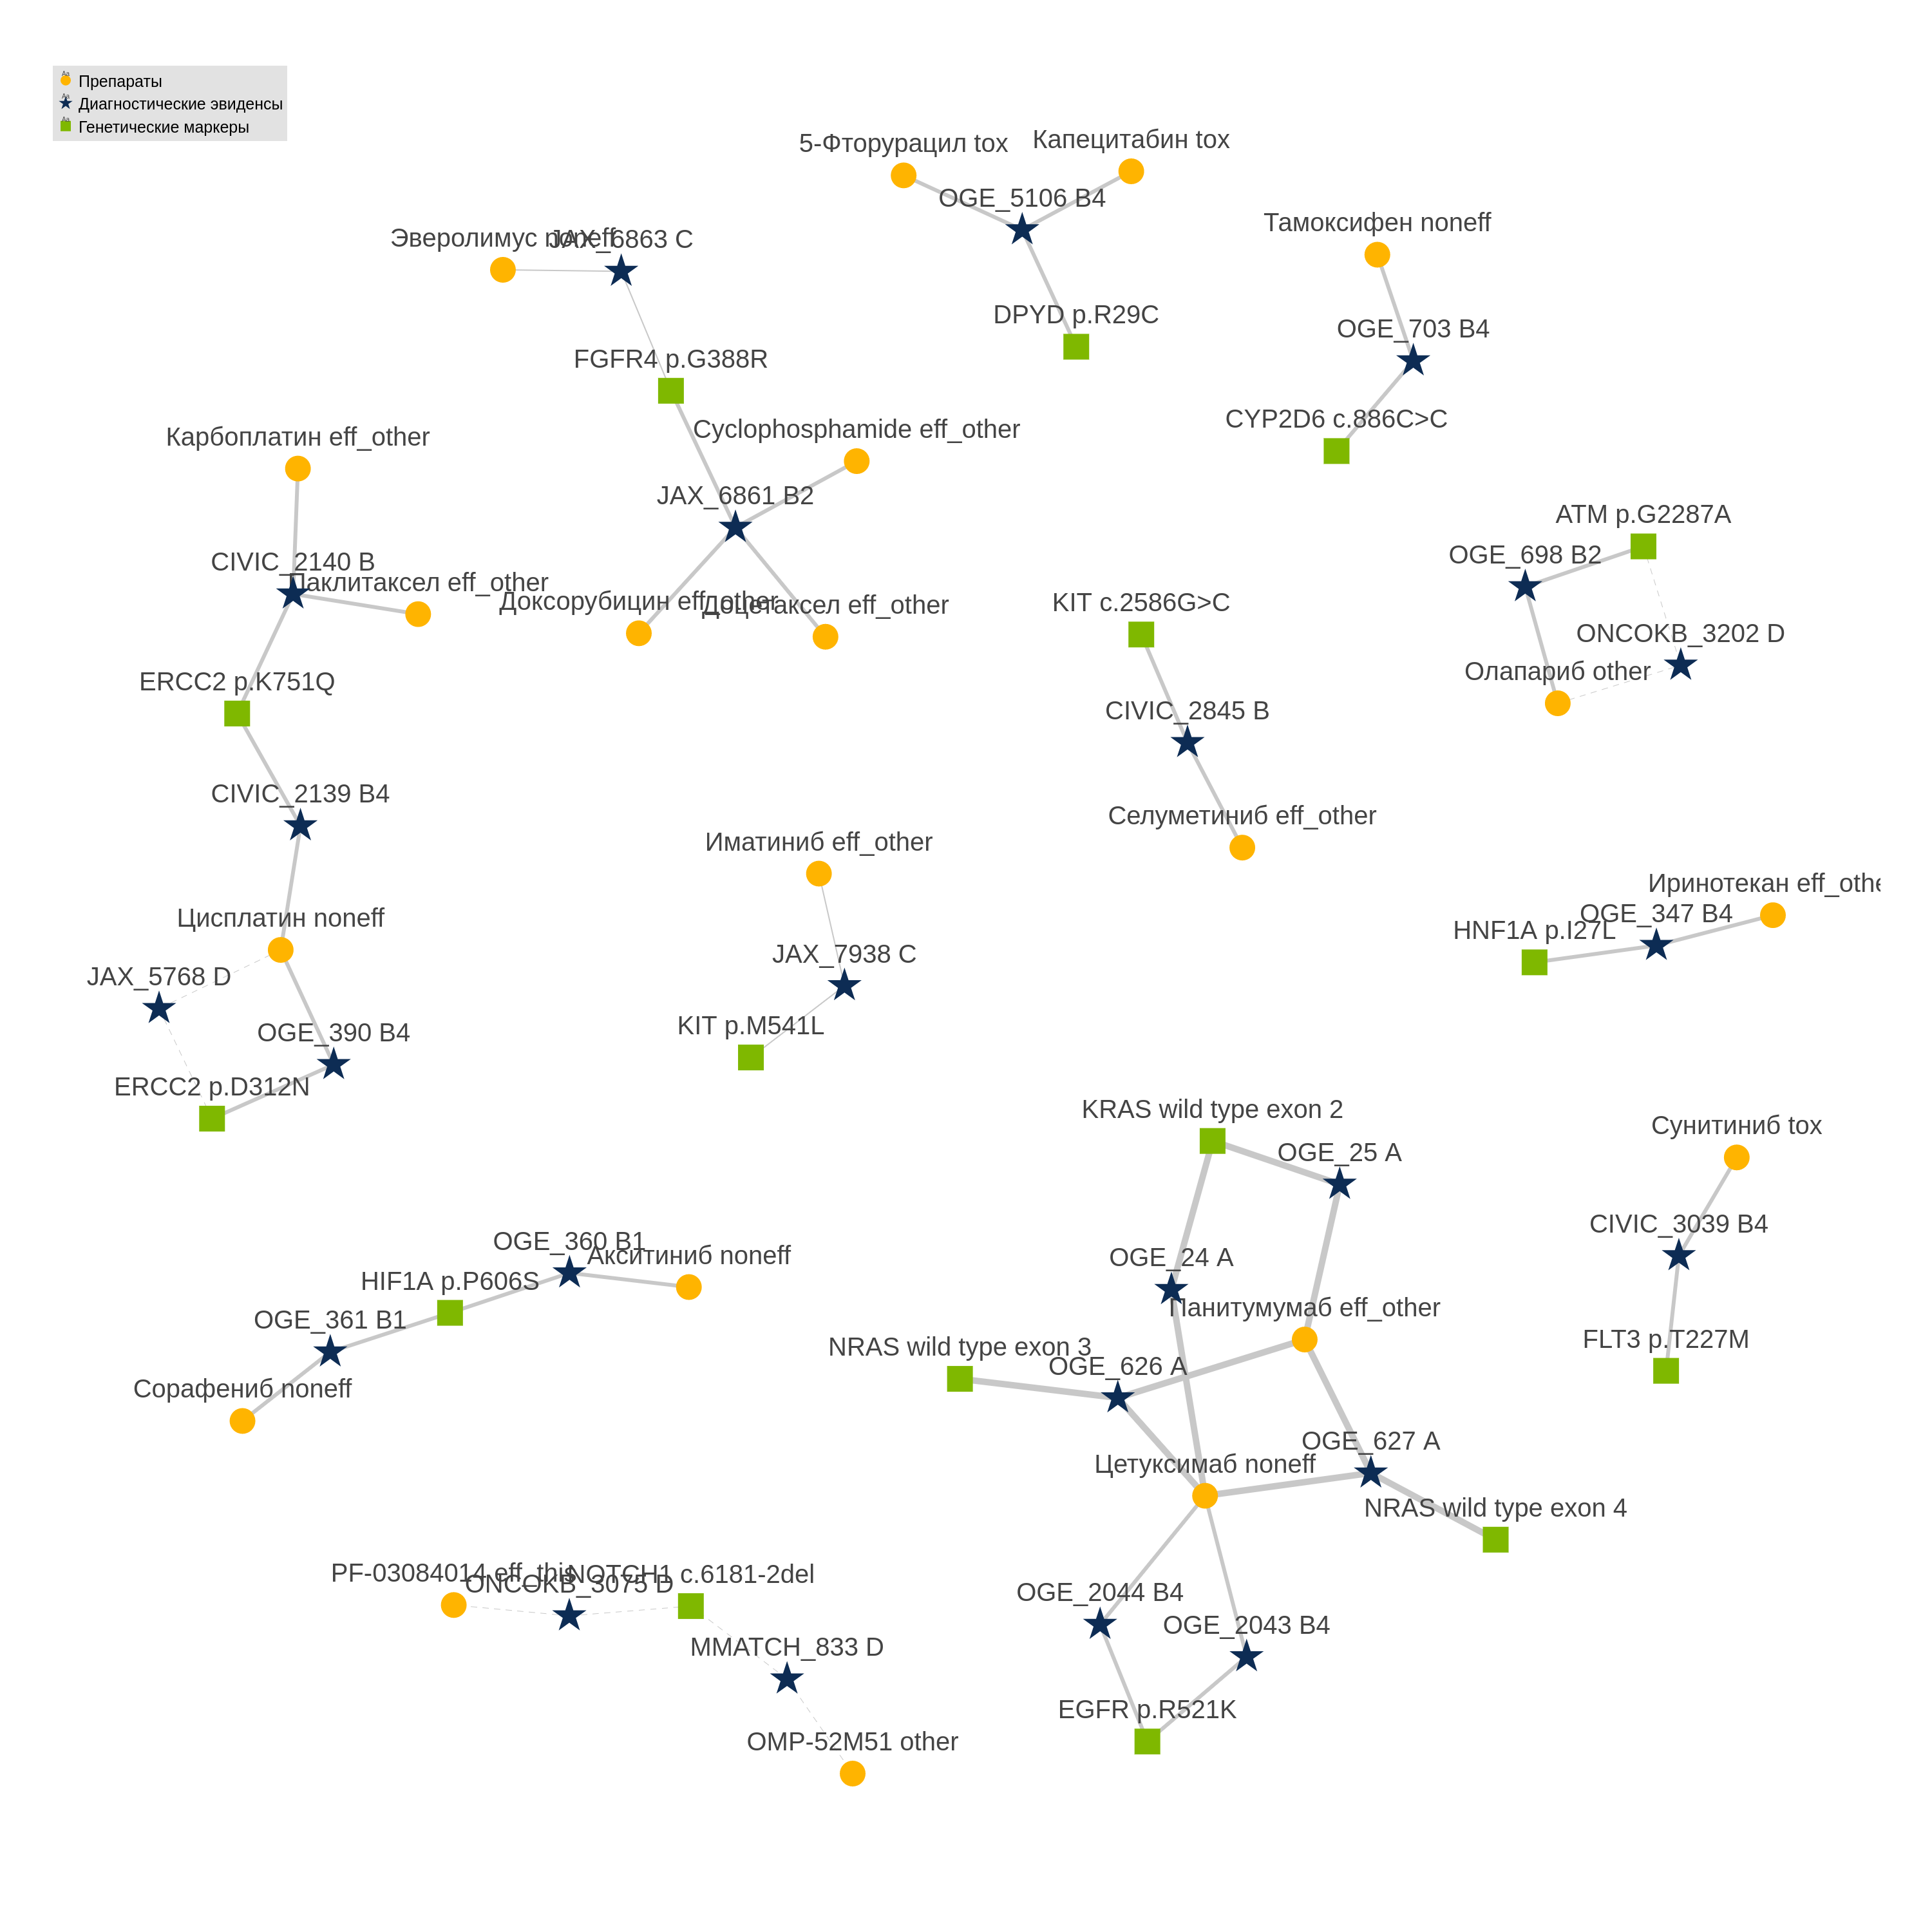 Aa
Препараты
Aa
Диагностические эвиденсы
Aa
Генетические маркеры
5-Фторурацил tox
Капецитабин tox
OGE_5106 B4
Тамоксифен noneff
Эверолимус noneff
JAX_6863 C
DPYD p.R29C
OGE_703 B4
FGFR4 p.G388R
CYP2D6 c.886C>C
Карбоплатин eff_other
Cyclophosphamide eff_other
JAX_6861 B2
ATM p.G2287A
OGE_698 B2
CIVIC_2140 B
Паклитаксел eff_other
Доксорубицин eff_other
Доцетаксел eff_other
KIT c.2586G>C
ONCOKB_3202 D
Олапариб other
ERCC2 p.K751Q
CIVIC_2845 B
CIVIC_2139 B4
Селуметиниб eff_other
Иматиниб eff_other
Иринотекан eff_othe
OGE_347 B4
HNF1A p.I27L
Цисплатин noneff
JAX_7938 C
JAX_5768 D
KIT p.M541L
OGE_390 B4
ERCC2 p.D312N
KRAS wild type exon 2
Сунитиниб tox
OGE_25 A
CIVIC_3039 B4
OGE_360 B1
Акситиниб noneff
OGE_24 A
HIF1A p.P606S
Панитумумаб eff_other
OGE_361 B1
FLT3 p.T227M
NRAS wild type exon 3
OGE_626 A
Сорафениб noneff
OGE_627 A
Цетуксимаб noneff
NRAS wild type exon 4
PF-03084014 eff_this
NOTCH1 c.6181-2del
ONCOKB_3075 D
OGE_2044 B4
OGE_2043 B4
MMATCH_833 D
EGFR p.R521K
OMP-52M51 other